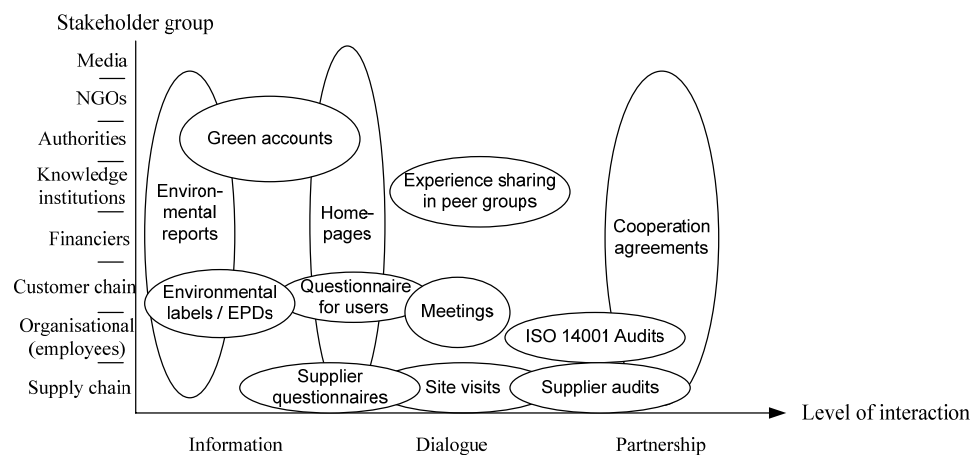 Stakeholder group
Media
NGOs
Authorities
Knowledge
institutions
Financiers
Customer chain
Organisational
(employees)
Supply chain
Green accounts
Environ-
mental
reports
Home-
pages
Experience sharing
in peer groups
Cooperation
agreements
Environmental
labels / EPDs
Questionnaire
for users
Meetings
ISO 14001 Audits
Supplier
questionnaires
Site visits
Supplier audits
Level of interaction
Information
Dialogue
Partnership